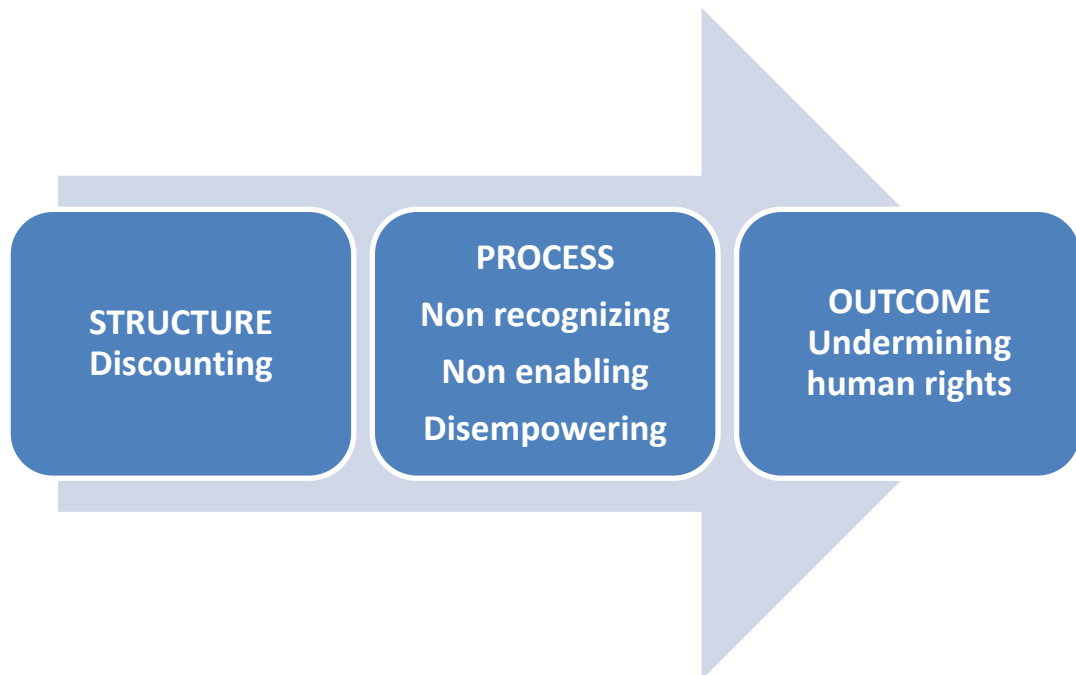 STRUCTURE
Discounting
PROCESS
Non recognizing
Non enabling
Disempowering
OUTCOME
Undermining
human rights